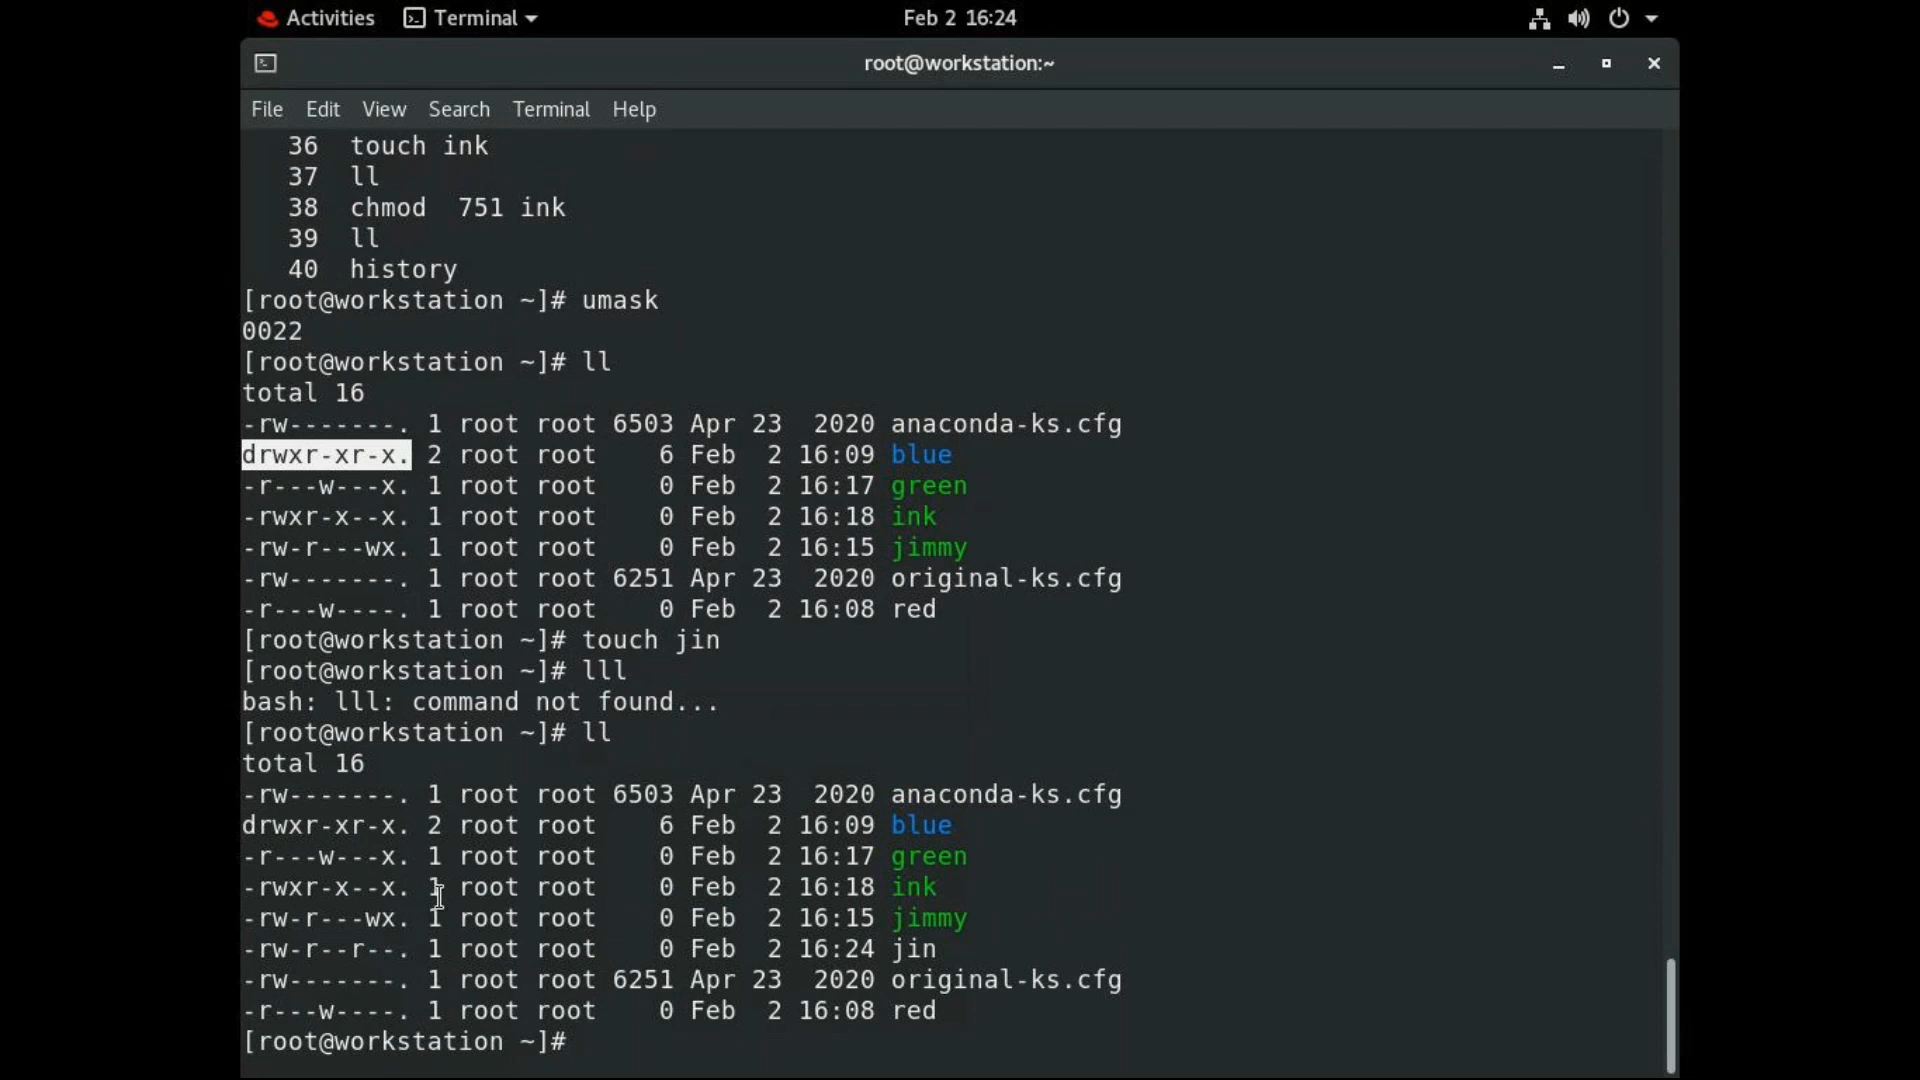 Activities Terminal Feb 2 16:24
root@workstation:~
File Edit View Search Terminal Help
   36  touch ink
   37  ll
   38  chmod  751 ink
   39  ll
   40  history
[root@workstation ~]# umask
0022
[root@workstation ~]# ll
total 16
-rw-------. 1 root root 6503 Apr 23  2020 anaconda-ks.cfg
drwxr-xr-x. 2 root root    6 Feb  2 16:09 blue
-r---w---x. 1 root root    0 Feb  2 16:17 green
-rwxr-x--x. 1 root root    0 Feb  2 16:18 ink
-rw-r---wx. 1 root root    0 Feb  2 16:15 jimmy
-rw-------. 1 root root 6251 Apr 23  2020 original-ks.cfg
-r---w----. 1 root root    0 Feb  2 16:08 red
[root@workstation ~]# touch jin
[root@workstation ~]# lll
bash: lll: command not found...
[root@workstation ~]# ll
total 16
-rw-------. 1 root root 6503 Apr 23  2020 anaconda-ks.cfg
drwxr-xr-x. 2 root root    6 Feb  2 16:09 blue
-r---w---x. 1 root root    0 Feb  2 16:17 green
-rwxr-x--x. 1 root root    0 Feb  2 16:18 ink
-rw-r---wx. 1 root root    0 Feb  2 16:15 jimmy
-rw-r--r--. 1 root root    0 Feb  2 16:24 jin
-rw-------. 1 root root 6251 Apr 23  2020 original-ks.cfg
-r---w----. 1 root root    0 Feb  2 16:08 red
[root@workstation ~]#